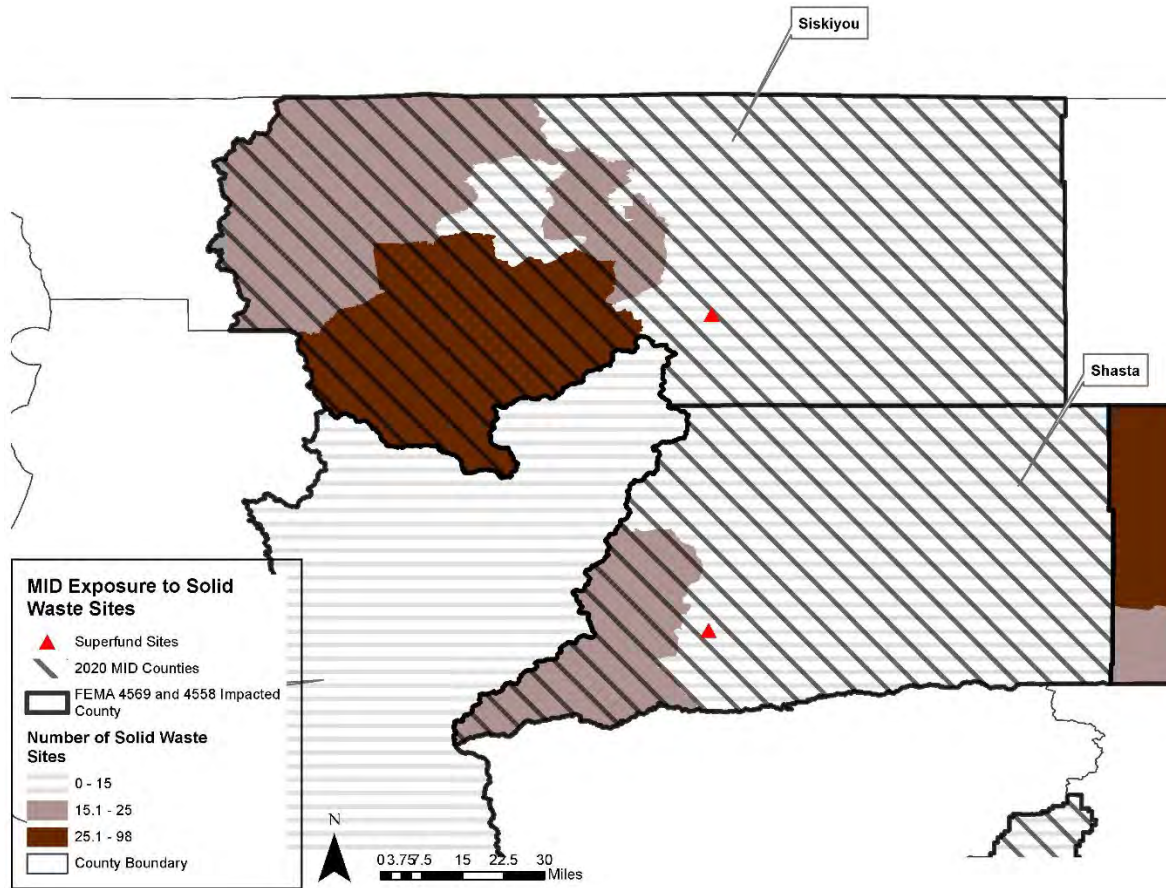 Siskiyou
Shasta
MID Exposure to Solid
Waste Sites
Superfund Sites
2020 MID Counties
FEMA 4569 and 4558 Impacted
County
Number of Solid Waste
Sites
0 - 15
15.1 - 25
25.1 - 98
County Boundary
N
0 3.75 7.5 15 22.5 30
Miles